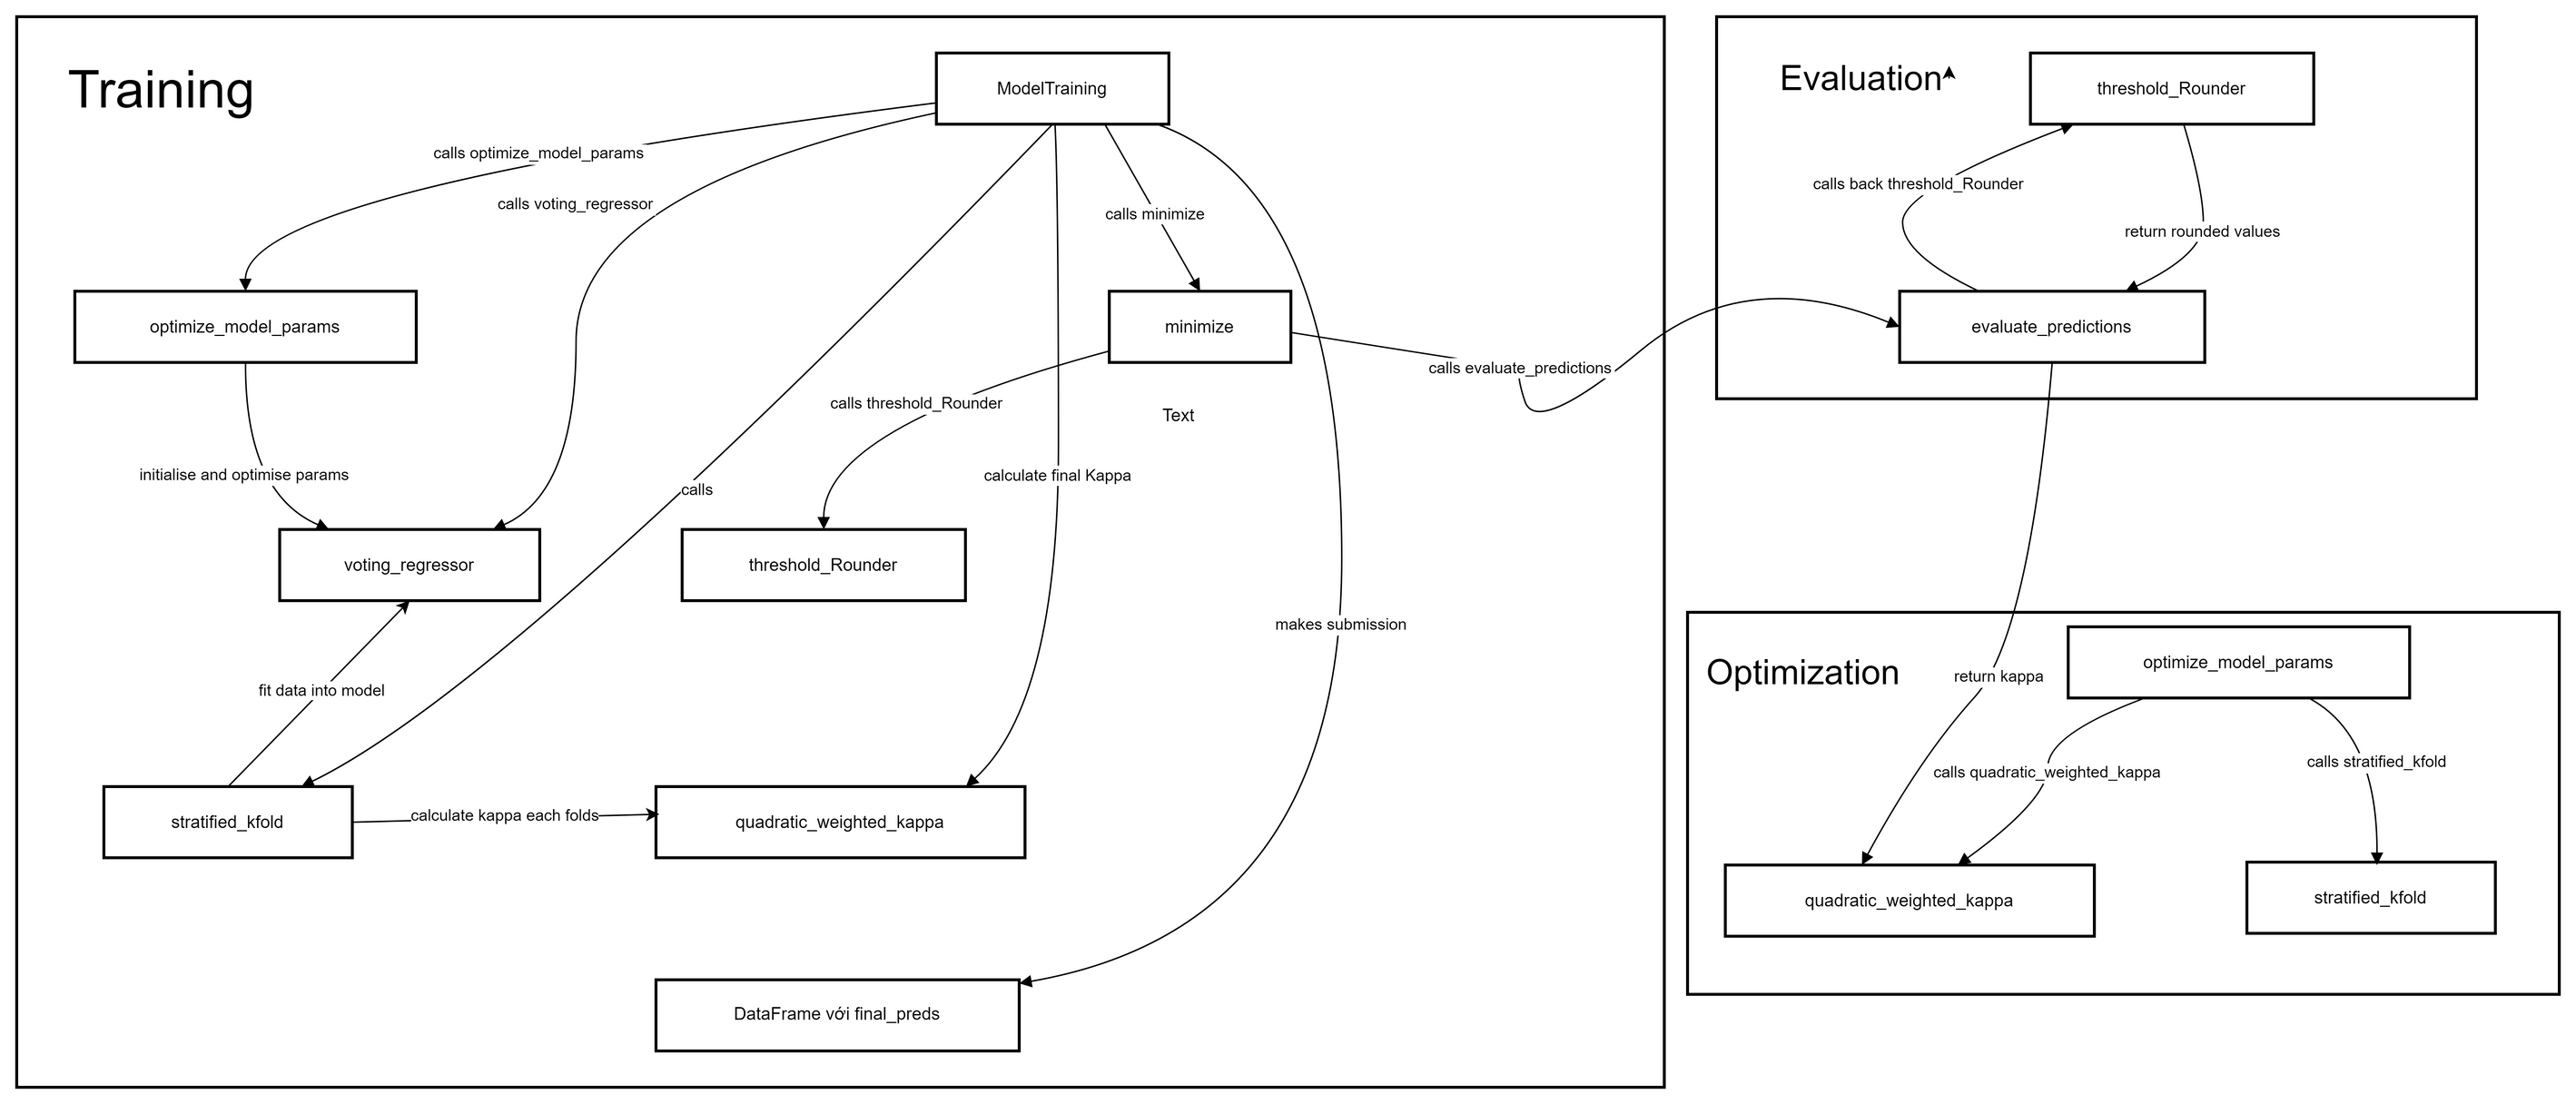 Training
ModelTraining
calls optimize_model_params
calls voting_regressor
calls minimize
optimize_model_params
minimize
calls evaluate_predictions
calls threshold_Rounder
Text
initialise and optimise params
calls
calculate final Kappa
voting_regressor
threshold_Rounder
makes submission
fit data into model
stratified_kfold
calculate kappa each folds
quadratic_weighted_kappa
DataFrame với final_preds
Evaluation
threshold_Rounder
calls back threshold_Rounder
return rounded values
evaluate_predictions
Optimization
optimize_model_params
return kappa
calls quadratic_weighted_kappa
calls stratified_kfold
quadratic_weighted_kappa
stratified_kfold